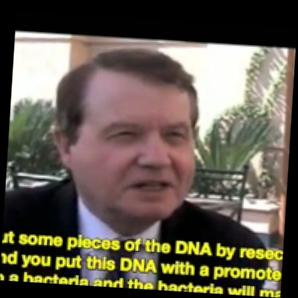 ut some pieces of the DNA by resec
nd you put this DNA with a promote
a bacteria and the bacteria will ma